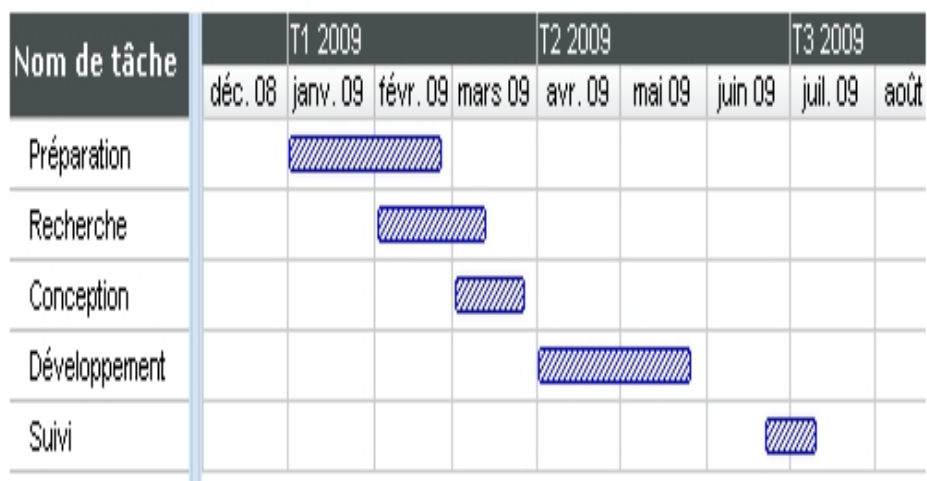 Nom de tâche
T1 2009 T2 2009 T3 2009
déc. 08 janv. 09 févr. 09 mars 09 avr. 09 mai 09 juin 09 juil. 09 août
Préparation
Recherche
Conception
Développement
Suivi